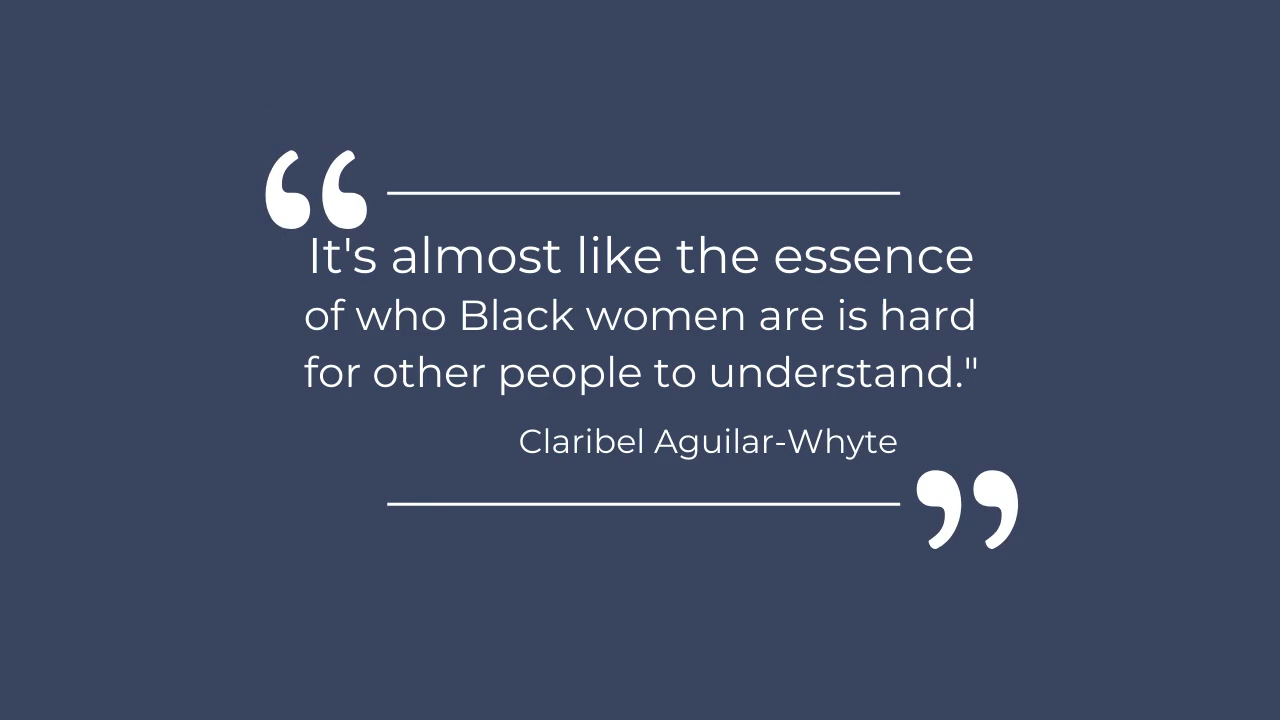 “
It's almost like the essence
of who Black women are is hard
for other people to understand."
Claribel Aguilar-Whyte
”